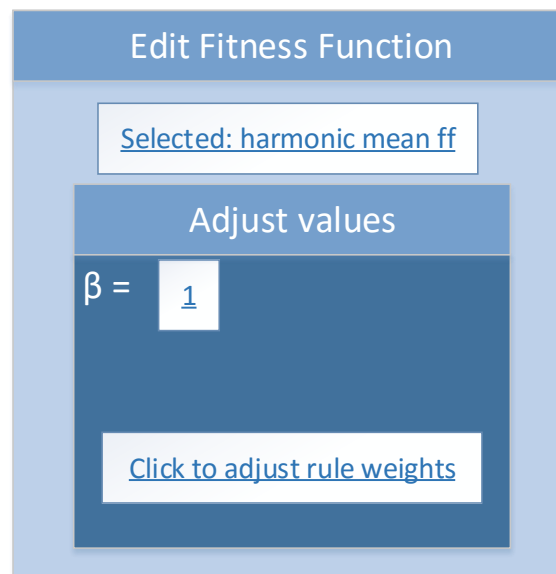 Edit Fitness Function
Selected: harmonic mean ff
Adjust values
β = 1
Click to adjust rule weights